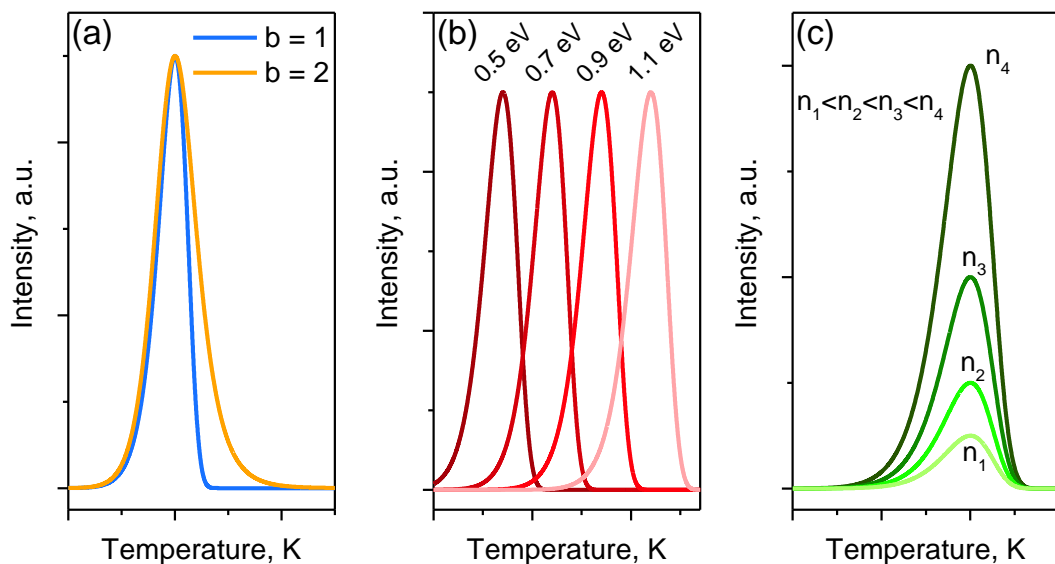 (a)
b = 1
b = 2
Intensity, a.u.
Temperature, K
(b)
0.5 eV
0.7 eV
0.9 eV
1.1 eV
Intensity, a.u.
Temperature, K
(c)
n₄
n₁<n₂<n₃<n₄
n₃
n₂
n₁
Intensity, a.u.
Temperature, K